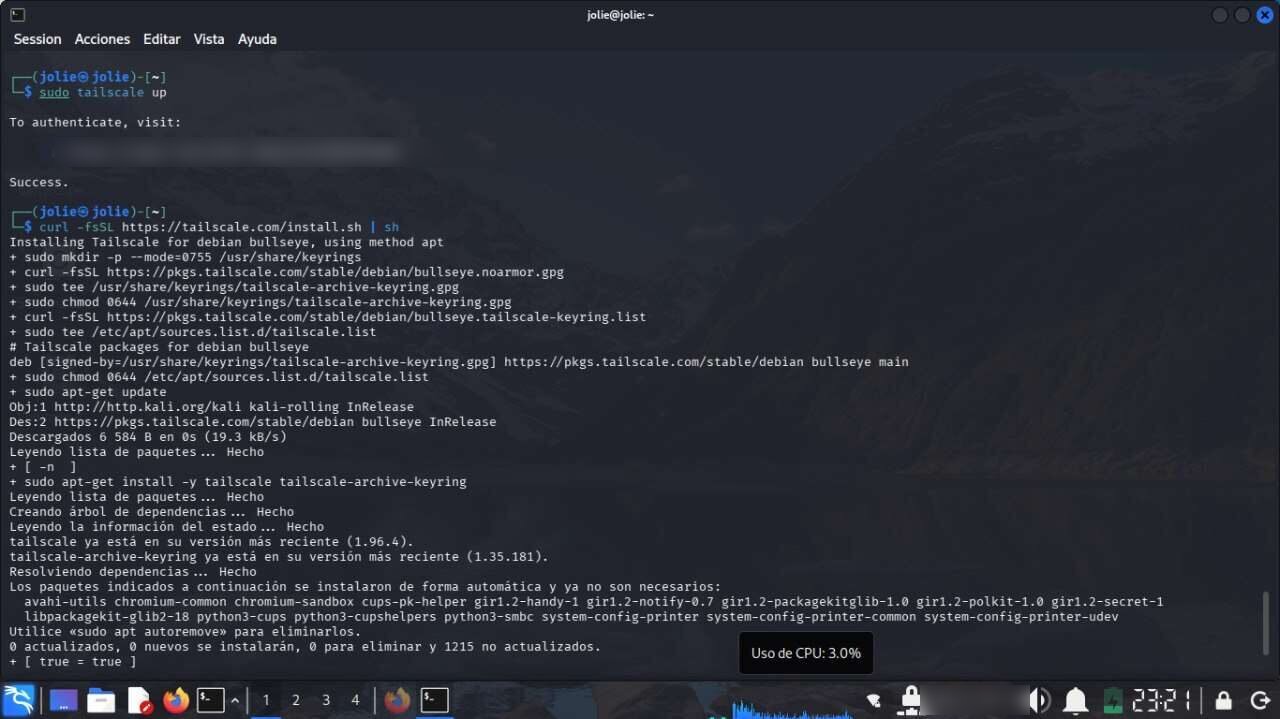 jolie@jolie: ~
Session Acciones Editar Vista Ayuda
┌──(jolie㉿jolie)-[~]
└─$ sudo tailscale up
To authenticate, visit:
Success.
┌──(jolie㉿jolie)-[~]
└─$ curl -fsSL https://tailscale.com/install.sh | sh
Installing Tailscale for debian bullseye, using method apt
+ sudo mkdir -p --mode=0755 /usr/share/keyrings
+ curl -fsSL https://pkgs.tailscale.com/stable/debian/bullseye.noarmor.gpg
+ sudo tee /usr/share/keyrings/tailscale-archive-keyring.gpg
+ sudo chmod 0644 /usr/share/keyrings/tailscale-archive-keyring.gpg
+ curl -fsSL https://pkgs.tailscale.com/stable/debian/bullseye.tailscale-keyring.list
+ sudo tee /etc/apt/sources.list.d/tailscale.list
# Tailscale packages for debian bullseye
deb [signed-by=/usr/share/keyrings/tailscale-archive-keyring.gpg] https://pkgs.tailscale.com/stable/debian bullseye main
+ sudo chmod 0644 /etc/apt/sources.list.d/tailscale.list
+ sudo apt-get update
Obj:1 http://http.kali.org/kali kali-rolling InRelease
Des:2 https://pkgs.tailscale.com/stable/debian bullseye InRelease
Descargados 6 584 B en 0s (19.3 kB/s)
Leyendo lista de paquetes... Hecho
+ [ -n  ]
+ sudo apt-get install -y tailscale tailscale-archive-keyring
Leyendo lista de paquetes... Hecho
Creando árbol de dependencias... Hecho
Leyendo la información del estado... Hecho
tailscale ya está en su versión más reciente (1.96.4).
tailscale-archive-keyring ya está en su versión más reciente (1.35.181).
Resolviendo dependencias... Hecho
Los paquetes indicados a continuación se instalaron de forma automática y ya no son necesarios:
avahi-utils chromium-common chromium-sandbox cups-pk-helper gir1.2-handy-1 gir1.2-notify-0.7 gir1.2-packagekitglib-1.0 gir1.2-polkit-1.0 gir1.2-secret-1
libpackagekit-glib2-18 python3-cups python3-cupshelpers python3-smbc system-config-printer system-config-printer-common system-config-printer-udev
Utilice «sudo apt autoremove» para eliminarlos.
0 actualizados, 0 nuevos se instalarán, 0 para eliminar y 1215 no actualizados.
+ [ true = true ]
Uso de CPU: 3.0%
1 2 3 4
23:21